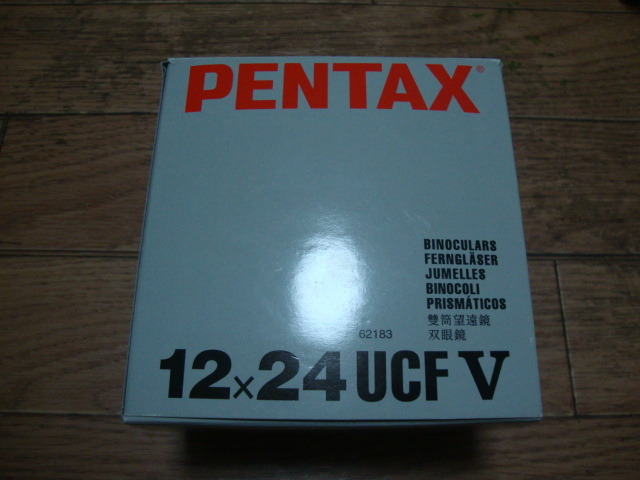 PENTAX®
BINOCULARS
FERNGLÄSER
JUMELLES
BINOCOLI
PRISMÁTICOS
雙筒望遠鏡
双眼鏡
62183
12×24 UCF V